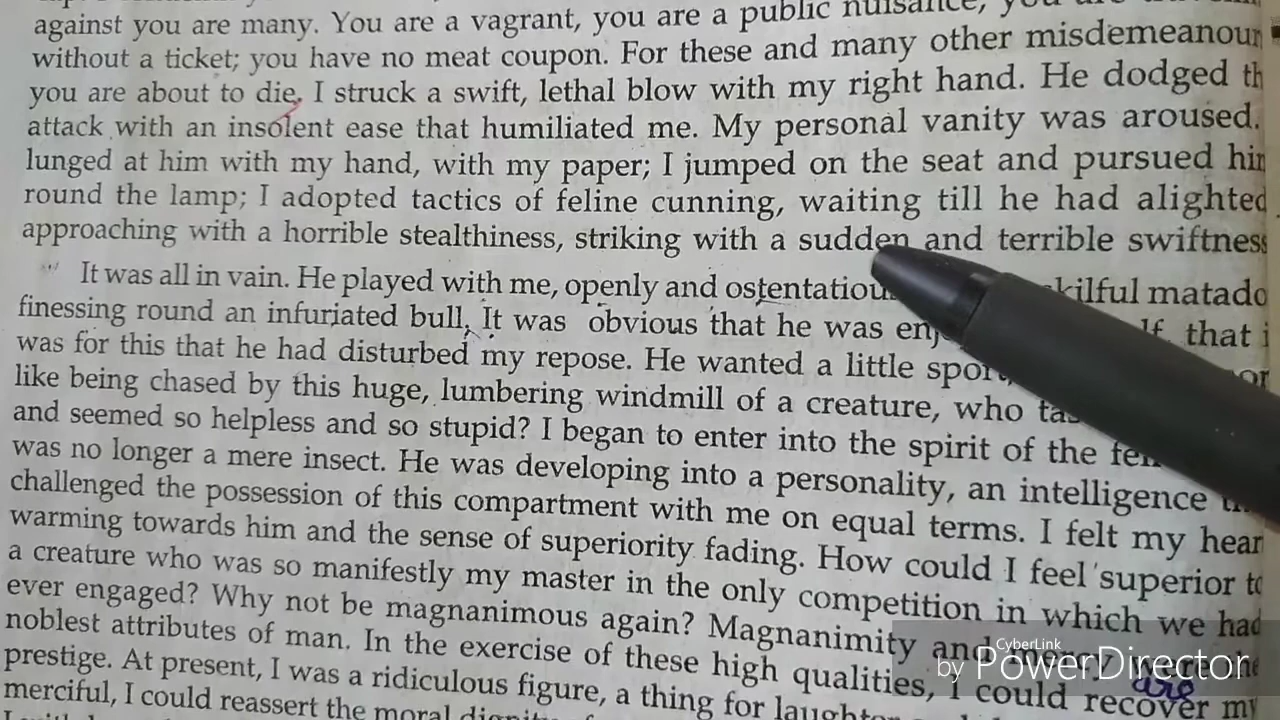 against you are many. You are a vagrant, you are a public nuisance,
without a ticket; you have no meat coupon. For these and many other misdemeanour
you are about to die, I struck a swift, lethal blow with my right hand. He dodged th
attack with an insolent ease that humiliated me. My personal vanity was aroused.
lunged at him with my hand, with my paper; I jumped on the seat and pursued hi
round the lamp; I adopted tactics of feline cunning, waiting till he had alighted
approaching with a horrible stealthiness, striking with a sudden and terrible swiftness
It was all in vain. He played with me, openly and ostentatiou kilful matado
finessing round an infuriated bull, It was obvious that he was enj lf, that i
was for this that he had disturbed my repose. He wanted a little spor
like being chased by this huge, lumbering windmill of a creature, who ta
and seemed so helpless and so stupid? I began to enter into the spirit of the fe
was no longer a mere insect. He was developing into a personality, an intelligence
challenged the possession of this compartment with me on equal terms. I felt my hear
warming towards him and the sense of superiority fading. How could I feel superior to
a creature who was so manifestly my master in the only competition in which we had
ever engaged? Why not be magnanimous again? Magnanimity and mercy the
noblest attributes of man. In the exercise of these high qualities, I could recover my
prestige. At present, I was a ridiculous figure, a thing for laughter
merciful, I could reassert the moral
are
by CyberLink PowerDirector